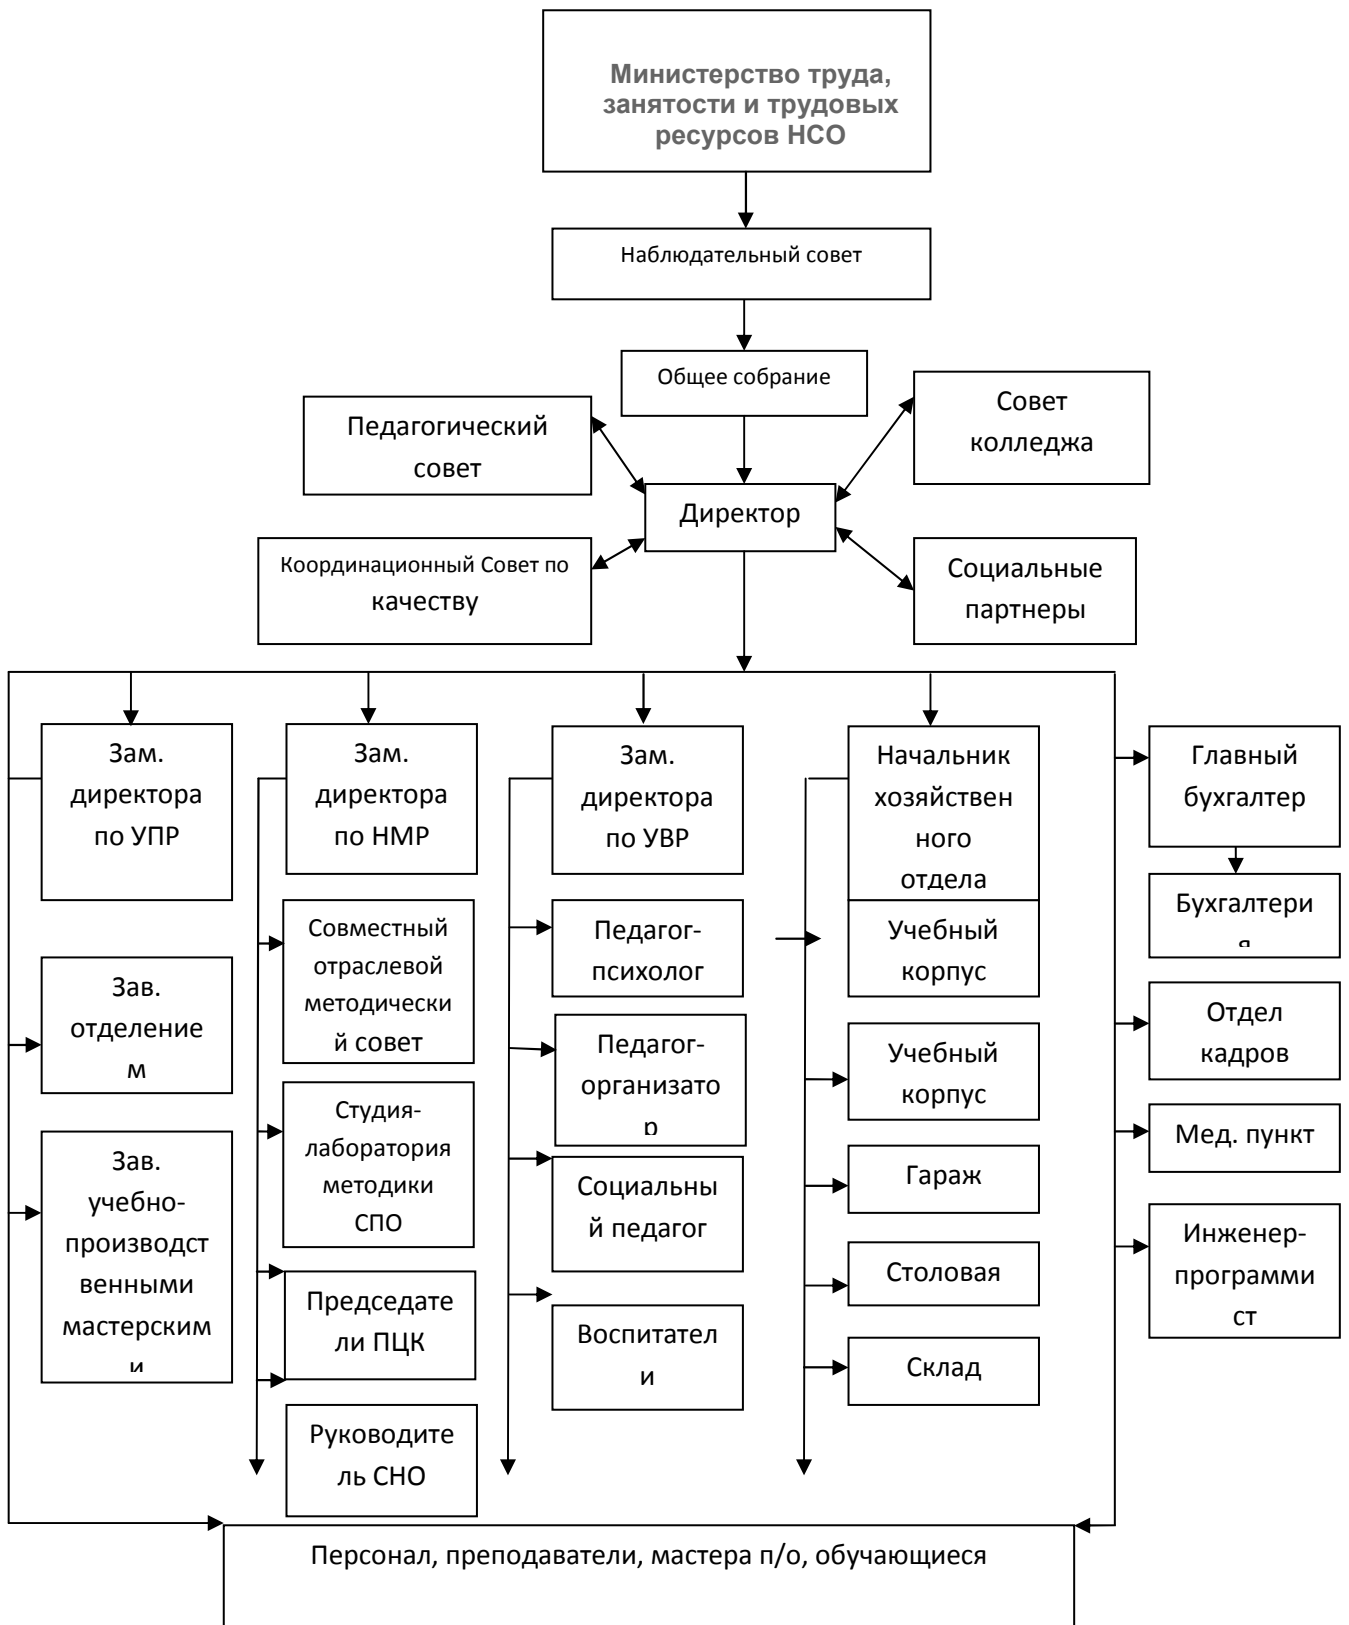 Министерство труда,
занятости и трудовых
ресурсов НСО
Наблюдательный совет
Общее собрание
Педагогический
совет
Совет
колледжа
Директор
Координационный Совет по
качеству
Социальные
партнеры
Зам.
директора
по УПР
Зам.
директора
по НМР
Зам.
директора
по УВР
Начальник
хозяйствен
ного
отдела
Главный
бухгалтер
Бухгалтери
я
Зав.
отделение
м
Зав.
учебно-
производст
венными
мастерским
и
Совместный
отраслевой
методически
й совет
Студия-
лаборатория
методики
СПО
Председате
ли ПЦК
Руководите
ль СНО
Педагог-
психолог
Педагог-
организато
р
Социальны
й педагог
Воспитател
и
Учебный
корпус
Учебный
корпус
Гараж
Столовая
Склад
Отдел
кадров
Мед. пункт
Инженер-
программи
ст
Персонал, преподаватели, мастера п/о, обучающиеся